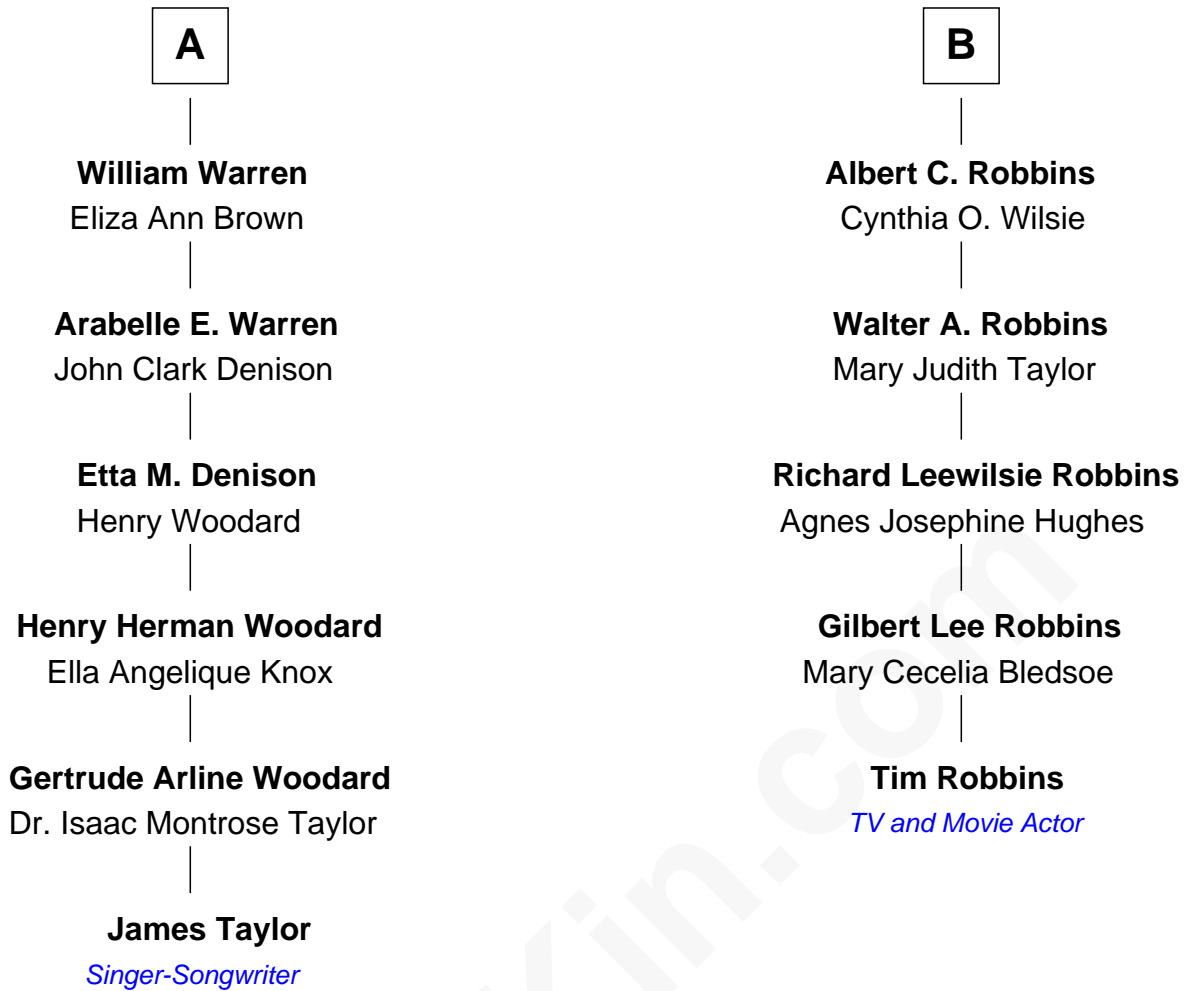 A
William Warren
Eliza Ann Brown
Arabelle E. Warren
John Clark Denison
Etta M. Denison
Henry Woodard
Henry Herman Woodard
Ella Angelique Knox
Gertrude Arline Woodard
Dr. Isaac Montrose Taylor
James Taylor
Singer-Songwriter
B
Albert C. Robbins
Cynthia O. Wilsie
Walter A. Robbins
Mary Judith Taylor
Richard Leewilsie Robbins
Agnes Josephine Hughes
Gilbert Lee Robbins
Mary Cecelia Bledsoe
Tim Robbins
TV and Movie Actor